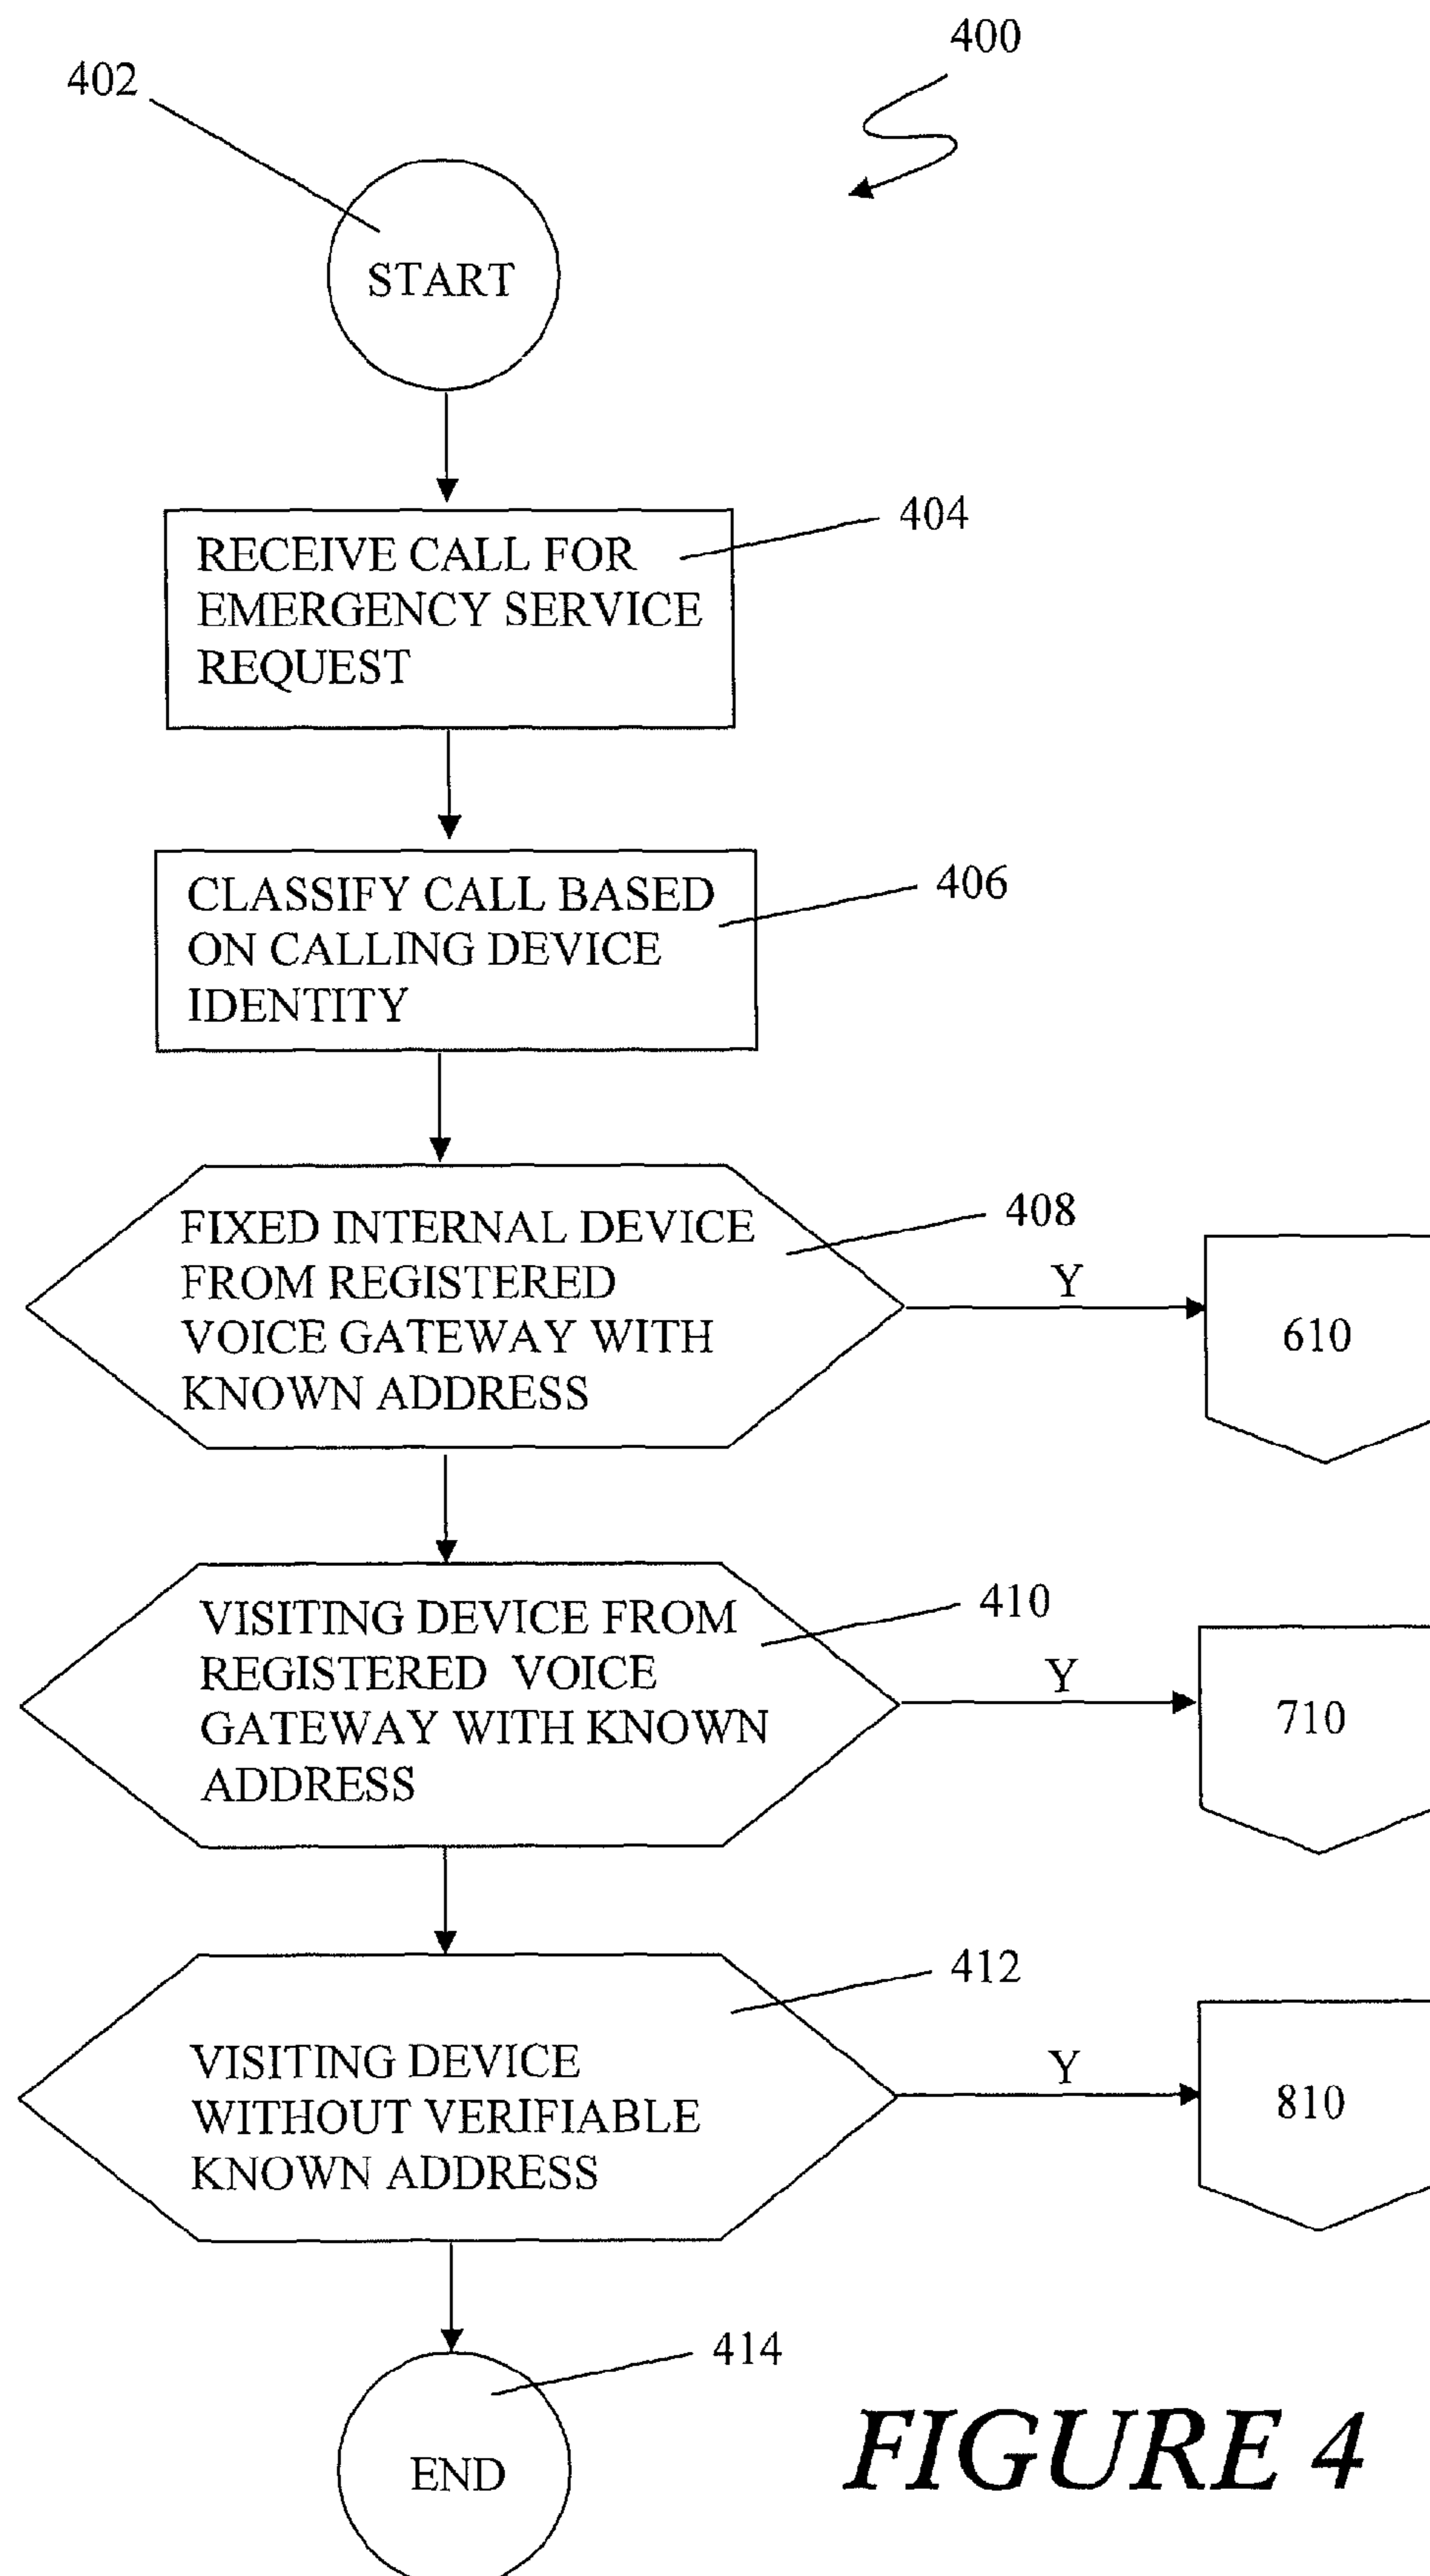 400
402
START
404
RECEIVE CALL FOR
EMERGENCY SERVICE
REQUEST
406
CLASSIFY CALL BASED
ON CALLING DEVICE
IDENTITY
408
FIXED INTERNAL DEVICE
FROM REGISTERED
VOICE GATEWAY WITH
KNOWN ADDRESS
Y
610
410
VISITING DEVICE FROM
REGISTERED VOICE
GATEWAY WITH KNOWN
ADDRESS
Y
710
412
VISITING DEVICE
WITHOUT VERIFIABLE
KNOWN ADDRESS
Y
810
414
END
FIGURE 4